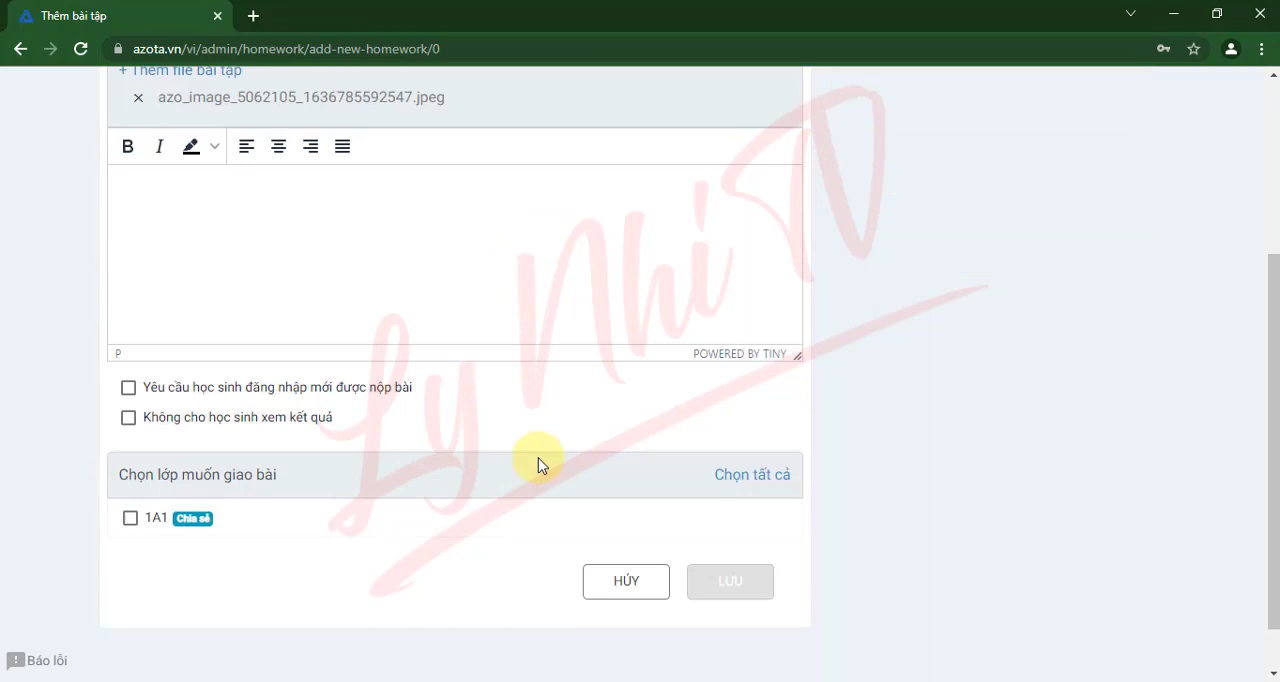 Thêm bài tập
azota.vn/vi/admin/homework/add-new-homework/0
+ Thêm file bài tập
azo_image_5062105_1636785592547.jpeg
B I
P
POWERED BY TINY
Yêu cầu học sinh đăng nhập mới được nộp bài
Không cho học sinh xem kết quả
Chọn lớp muốn giao bài
Chọn tất cả
1A1 Chia sẻ
HỦY
LƯU
Báo lỗi
Ly Nhi D